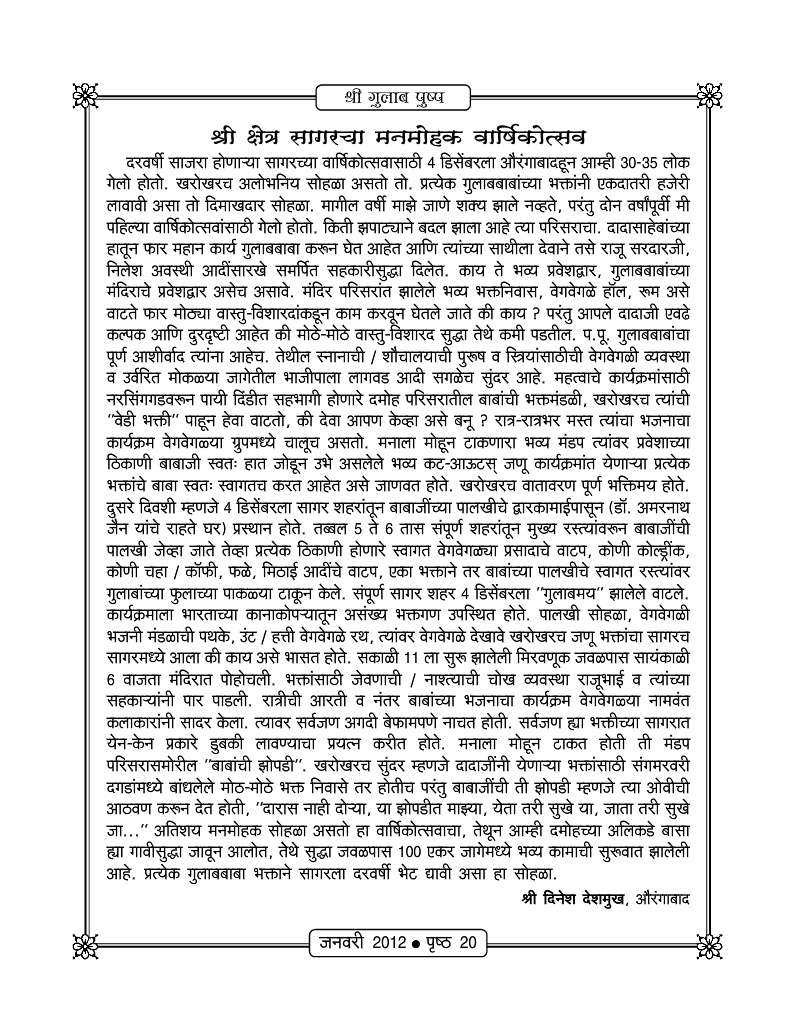 श्री गुलाब पुष्प
श्री क्षेत्र सागरचा मनमोहक वार्षिकोत्सव
दरवर्षी साजरा होणाऱ्या सागरच्या वार्षिकोत्सवासाठी 4 डिसेंबरला औरंगाबादहून आम्ही 30-35 लोक
गेलो होतो. खरोखरच अलोभनिय सोहळा असतो तो. प्रत्येक गुलाबबाबांच्या भक्तांनी एकदातरी हजेरी
लावावी असा तो दिमाखदार सोहळा. मागील वर्षी माझे जाणे शक्य झाले नव्हते, परंतु दोन वर्षांपूर्वी मी
पहिल्या वार्षिकोत्सवांसाठी गेलो होतो. किती झपाट्याने बदल झाला आहे त्या परिसराचा. दादासाहेबांच्या
हातून फार महान कार्य गुलाबबाबा करून घेत आहेत आणि त्यांच्या साथीला देवाने तसे राजू सरदारजी,
निलेश अवस्थी आदींसारखे समर्पित सहकारीसुद्धा दिलेत. काय ते भव्य प्रवेशद्वार, गुलाबबाबांच्या
मंदिराचे प्रवेशद्वार असेच असावे. मंदिर परिसरांत झालेले भव्य भक्तनिवास, वेगवेगळे हॉल, रूम असे
वाटते फार मोठ्या वास्तु-विशारदांकडून काम करवून घेतले जाते की काय ? परंतु आपले दादाजी एवढे
कल्पक आणि दुरदृष्टी आहेत की मोठे-मोठे वास्तु-विशारद सुद्धा तेथे कमी पडतील. प.पू. गुलाबबाबांचा
पूर्ण आशीर्वाद त्यांना आहेच. तेथील स्नानाची / शौचालयाची पुरूष व स्त्रियांसाठीची वेगवेगळी व्यवस्था
व उर्वरित मोकळ्या जागेतील भाजीपाला लागवड आदी सगळेच सुंदर आहे. महत्वाचे कार्यक्रमांसाठी
नरसिंगगडवरून पायी दिंडीत सहभागी होणारे दमोह परिसरातील बाबांची भक्तमंडळी, खरोखरच त्यांची
"वेडी भक्ती" पाहून हेवा वाटतो, की देवा आपण केव्हा असे बनू ? रात्र-रात्रभर मस्त त्यांचा भजनाचा
कार्यक्रम वेगवेगळ्या ग्रुपमध्ये चालूच असतो. मनाला मोहून टाकणारा भव्य मंडप त्यांवर प्रवेशाच्या
ठिकाणी बाबाजी स्वतः हात जोडून उभे असलेले भव्य कट-आऊटस् जणू कार्यक्रमांत येणाऱ्या प्रत्येक
भक्तांचे बाबा स्वतः स्वागतच करत आहेत असे जाणवत होते. खरोखरच वातावरण पूर्ण भक्तिमय होते.
दुसरे दिवशी म्हणजे 4 डिसेंबरला सागर शहरांतून बाबाजींच्या पालखीचे द्वारकामाईपासून (डॉ. अमरनाथ
जैन यांचे राहते घर) प्रस्थान होते. तब्बल 5 ते 6 तास संपूर्ण शहरांतून मुख्य रस्त्यांवरून बाबाजींची
पालखी जेव्हा जाते तेव्हा प्रत्येक ठिकाणी होणारे स्वागत वेगवेगळ्या प्रसादाचे वाटप, कोणी कोल्ड्रींक,
कोणी चहा / कॉफी, फळे, मिठाई आदींचे वाटप, एका भक्ताने तर बाबांच्या पालखीचे स्वागत रस्त्यांवर
गुलाबांच्या फुलाच्या पाकळ्या टाकून केले. संपूर्ण सागर शहर 4 डिसेंबरला "गुलाबमय" झालेले वाटले.
कार्यक्रमाला भारताच्या कानाकोपऱ्यातून असंख्य भक्तगण उपस्थित होते. पालखी सोहळा, वेगवेगळी
भजनी मंडळाची पथके, उंट / हत्ती वेगवेगळे रथ, त्यांवर वेगवेगळे देखावे खरोखरच जणू भक्तांचा सागरच
सागरमध्ये आला की काय असे भासत होते. सकाळी 11 ला सुरू झालेली मिरवणूक जवळपास सायंकाळी
6 वाजता मंदिरात पोहोचली. भक्तांसाठी जेवणाची / नाश्त्याची चोख व्यवस्था राजूभाई व त्यांच्या
सहकाऱ्यांनी पार पाडली. रात्रीची आरती व नंतर बाबांच्या भजनाचा कार्यक्रम वेगवेगळ्या नामवंत
कलाकारांनी सादर केला. त्यावर सर्वजण अगदी बेफामपणे नाचत होती. सर्वजण ह्या भक्तीच्या सागरात
येन-केन प्रकारे डुबकी लावण्याचा प्रयत्न करीत होते. मनाला मोहून टाकत होती ती मंडप
परिसरासमोरील "बाबांची झोपडी". खरोखरच सुंदर म्हणजे दादाजींनी येणाऱ्या भक्तांसाठी संगमरवरी
दगडांमध्ये बांधलेले मोठ-मोठे भक्त निवासे तर होतीच परंतु बाबाजींची ती झोपडी म्हणजे त्या ओवीची
आठवण करून देत होती, "दारास नाही दोऱ्या, या झोपडीत माझ्या, येता तरी सुखे या, जाता तरी सुखे
जा..." अतिशय मनमोहक सोहळा असतो हा वार्षिकोत्सवाचा, तेथून आम्ही दमोहच्या अलिकडे बासा
ह्या गावीसुद्धा जावून आलोत, तेथे सुद्धा जवळपास 100 एकर जागेमध्ये भव्य कामाची सुरूवात झालेली
आहे. प्रत्येक गुलाबबाबा भक्ताने सागरला दरवर्षी भेट द्यावी असा हा सोहळा.
श्री दिनेश देशमुख, औरंगाबाद
जनवरी 2012 ● पृष्ठ 20